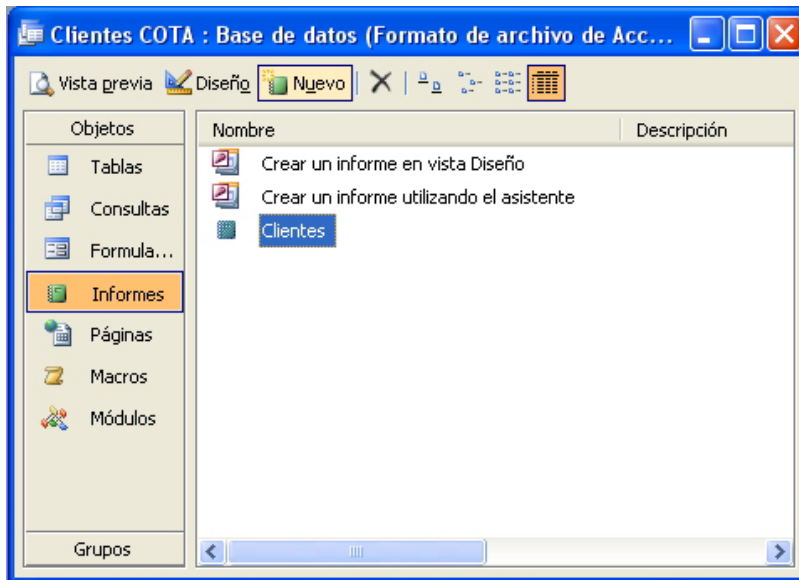 Clientes COTA : Base de datos (Formato de archivo de Acc...
Vista previa Diseño Nuevo
Objetos
Tablas
Consultas
Formula...
Informes
Páginas
Macros
Módulos
Grupos
Nombre Descripción
Crear un informe en vista Diseño
Crear un informe utilizando el asistente
Clientes